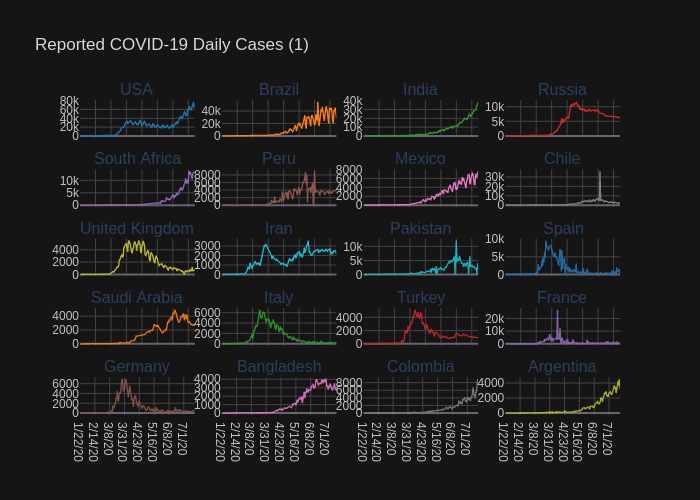 Reported COVID-19 Daily Cases (1)
USA Brazil India Russia
80k 60k 40k 20k 0
40k 20k 0
40k 30k 20k 10k 0
10k 5k 0
South Africa Peru Mexico Chile
10k 5k 0
8000 6000 4000 2000 0
8000 6000 4000 2000 0
30k 20k 10k 0
United Kingdom Iran Pakistan Spain
4000 2000 0
3000 2000 1000 0
10k 5k 0
10k 5k 0
Saudi Arabia Italy Turkey France
4000 2000 0
6000 4000 2000 0
4000 2000 0
20k 10k 0
Germany Bangladesh Colombia Argentina
6000 4000 2000 0
4000 3000 2000 1000 0
8000 6000 4000 2000 0
4000 2000 0
1/22/20 2/14/20 3/8/20 3/31/20 4/23/20 5/16/20 6/8/20 7/1/20
1/22/20 2/14/20 3/8/20 3/31/20 4/23/20 5/16/20 6/8/20 7/1/20
1/22/20 2/14/20 3/8/20 3/31/20 4/23/20 5/16/20 6/8/20 7/1/20
1/22/20 2/14/20 3/8/20 3/31/20 4/23/20 5/16/20 6/8/20 7/1/20